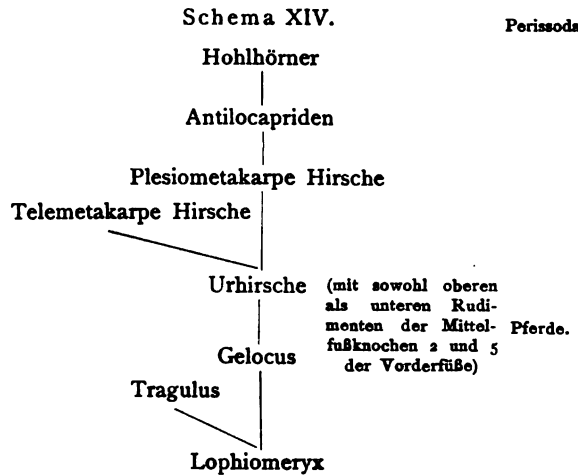 Schema XIV.
Perissoda
Hohlhörner
Antilocapriden
Plesiometakarpe Hirsche
Telemetakarpe Hirsche
Urhirsche
(mit sowohl oberen
als unteren Rudi-
menten der Mittel-
fußknochen 2 und 5
der Vorderfüße)
Pferde.
Gelocus
Tragulus
Lophiomeryx